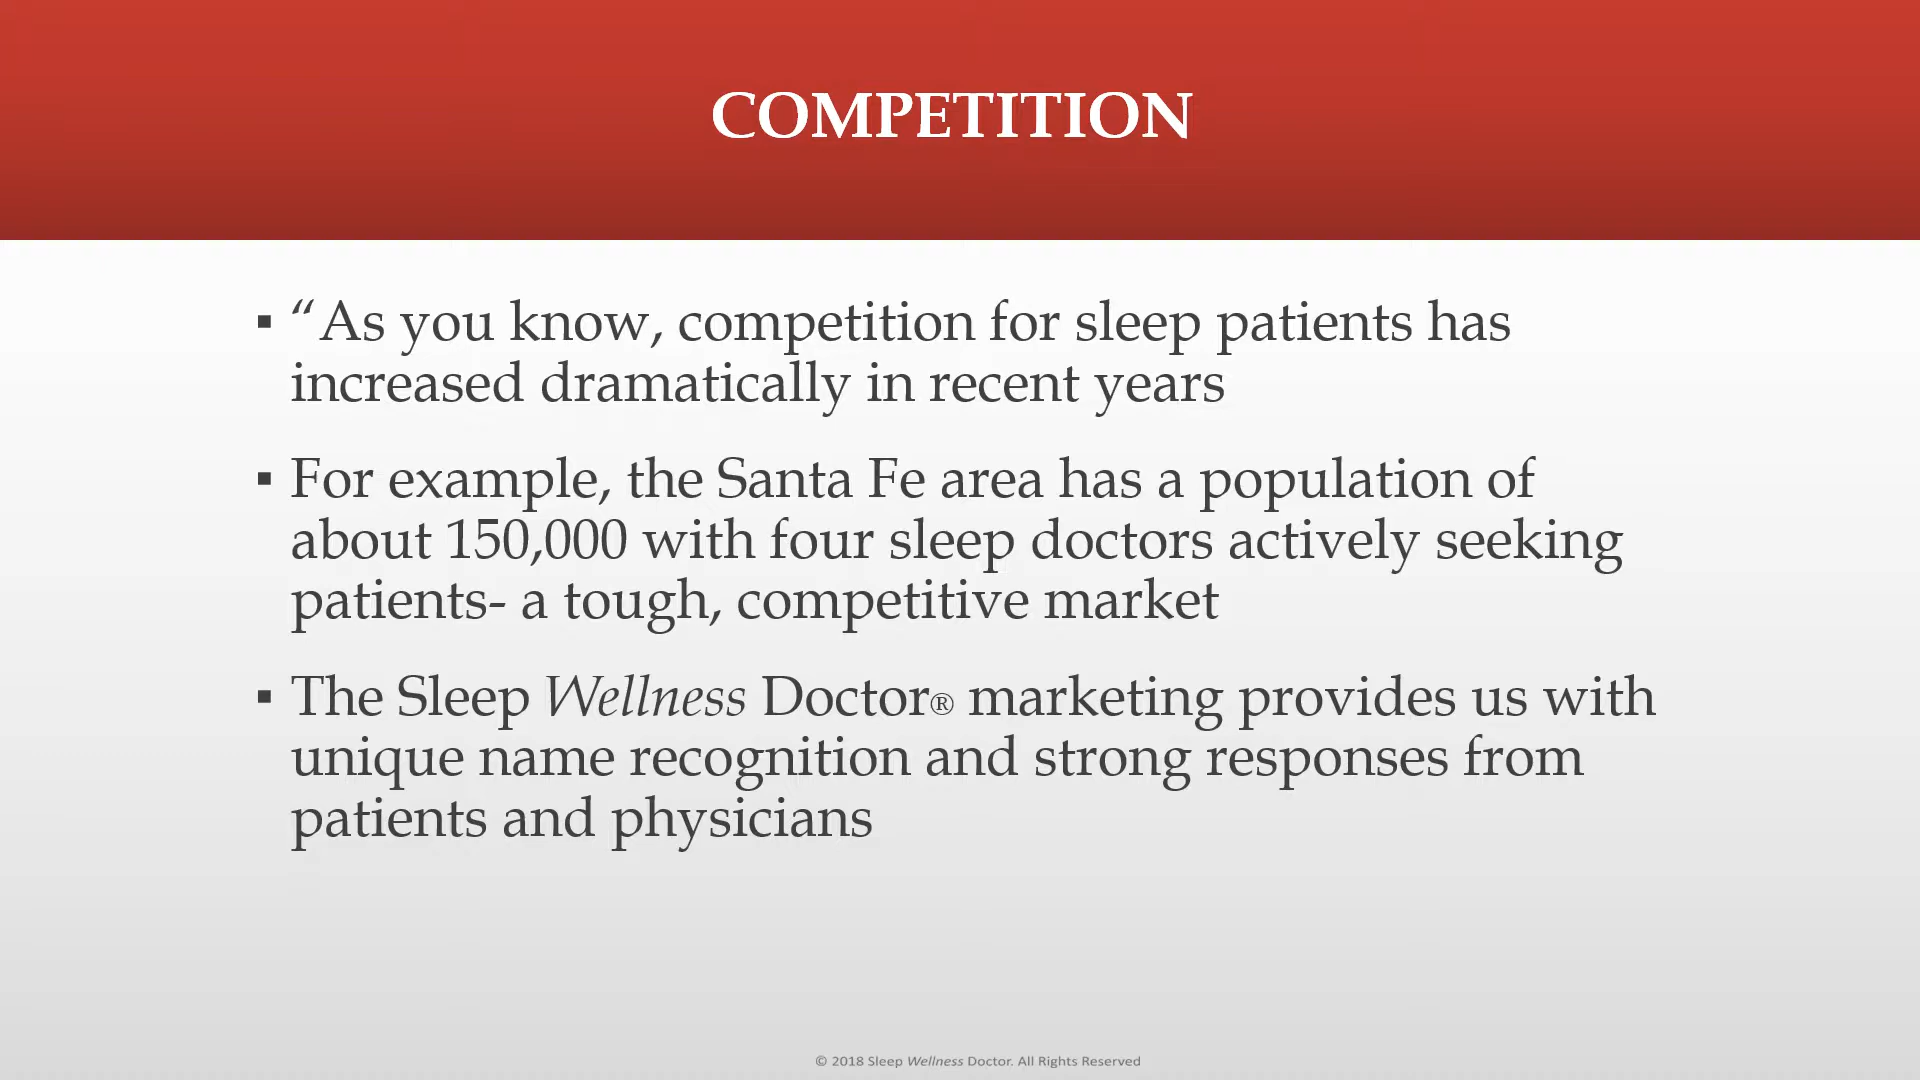 COMPETITION
▪ “As you know, competition for sleep patients has
increased dramatically in recent years
▪ For example, the Santa Fe area has a population of
about 150,000 with four sleep doctors actively seeking
patients- a tough, competitive market
▪ The Sleep Wellness Doctor® marketing provides us with
unique name recognition and strong responses from
patients and physicians
© 2018 Sleep Wellness Doctor. All Rights Reserved